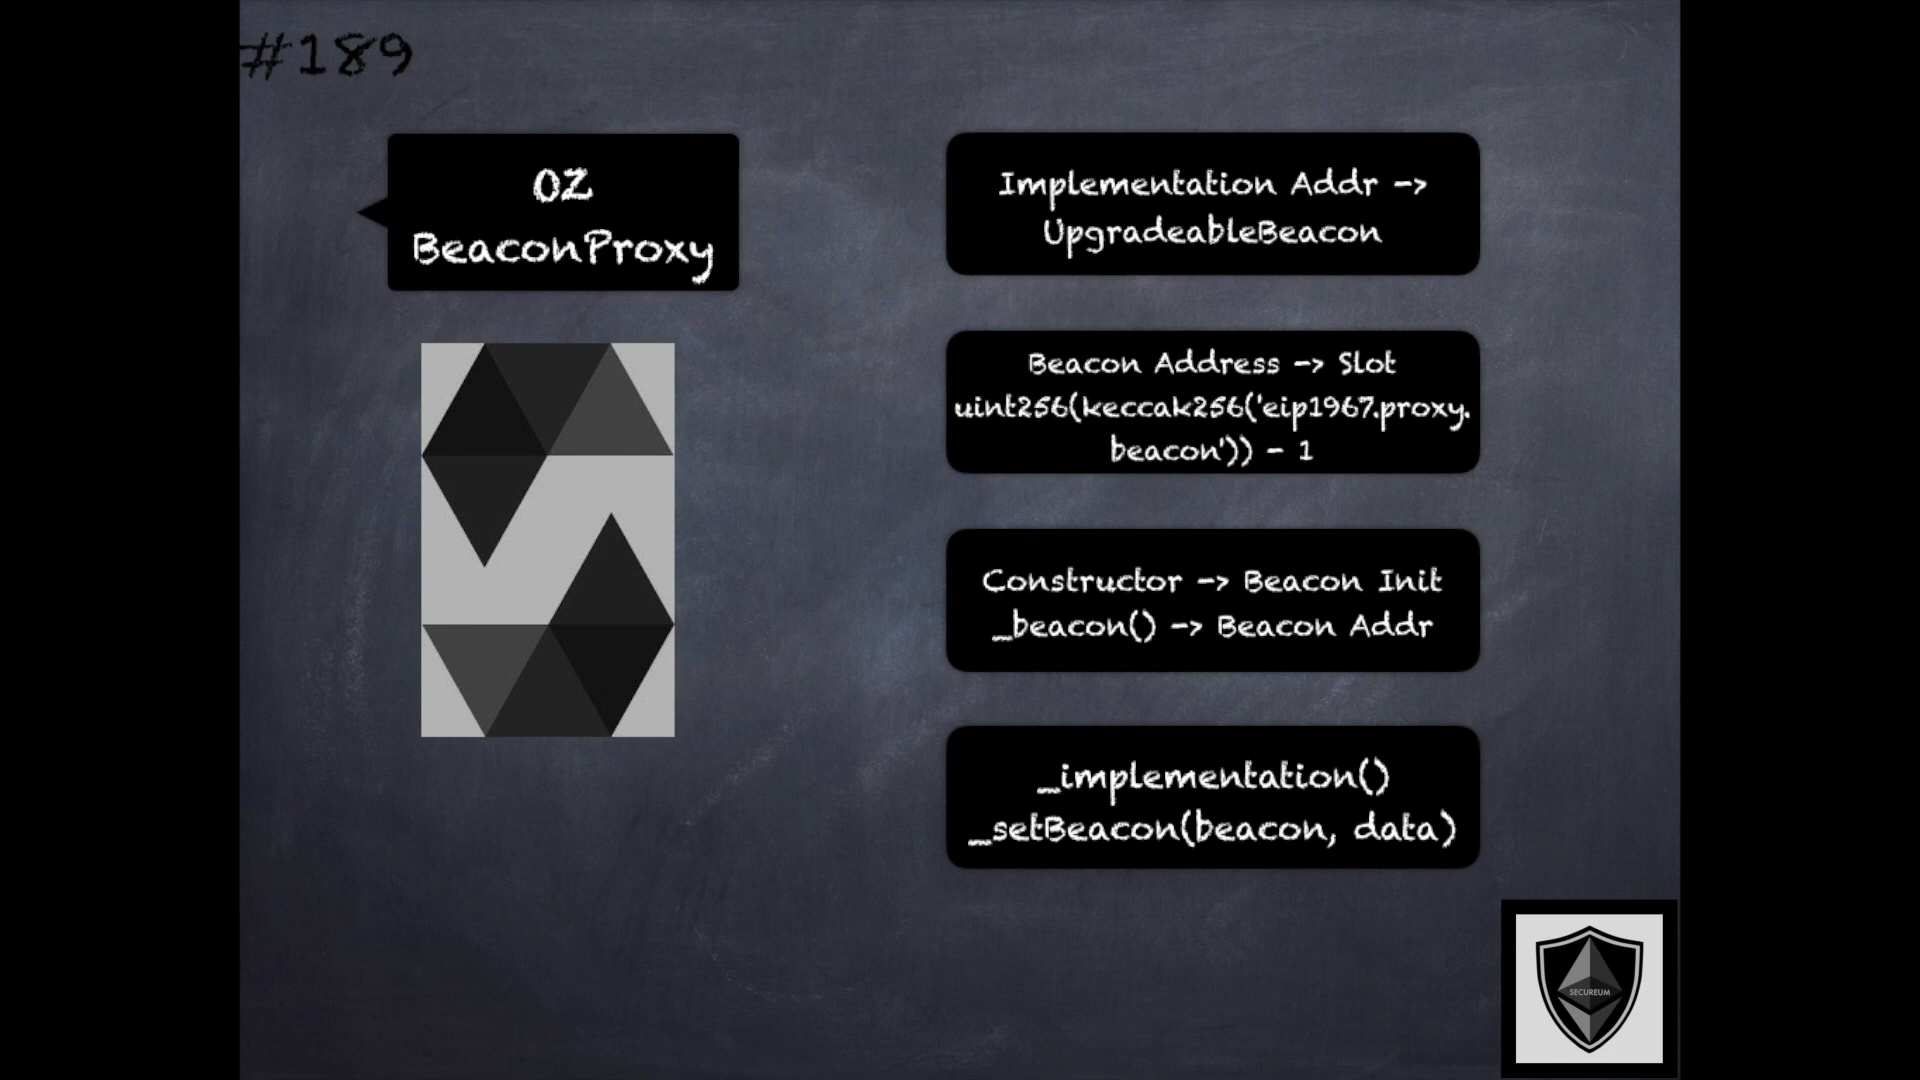 #189
OZ
BeaconProxy
Implementation Addr ->
UpgradeableBeacon
Beacon Address -> Slot
uint256(keccak256('eip1967.proxy.
beacon')) - 1
Constructor -> Beacon Init
_beacon() -> Beacon Addr
_implementation()
_setBeacon(beacon, data)
SECUREUM